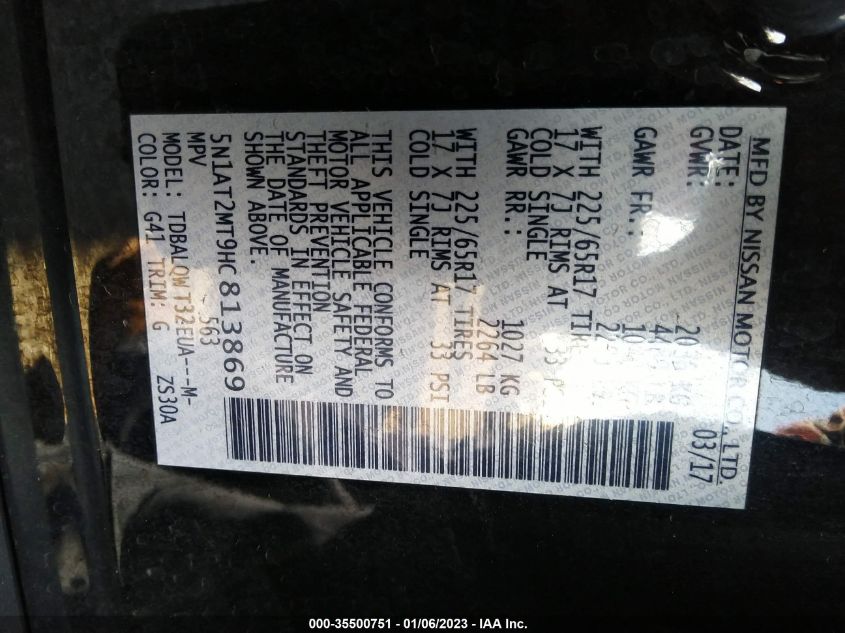 MFD BY NISSAN MOTOR CO., LTD.
DATE: 03/17
GVWR: KG
LB
GAWR FR.:
WITH 225/65R17
17 X 7J RIMS AT
COLD SINGLE
GAWR RR.: 1027 KG
2264 LB
WITH 225/65R17 TIRES
17 X 7J RIMS AT 33 PSI
COLD SINGLE
THIS VEHICLE CONFORMS TO
ALL APPLICABLE FEDERAL
MOTOR VEHICLE SAFETY AND
THEFT PREVENTION
STANDARDS IN EFFECT ON
THE DATE OF MANUFACTURE
SHOWN ABOVE
5N1AT2MT9HC813869
MPV 563
MODEL: TDBALQWT32EUA---M-
COLOR: G41 TRIM: G ZS30A
000-35500751 - 01/06/2023 - IAA Inc.